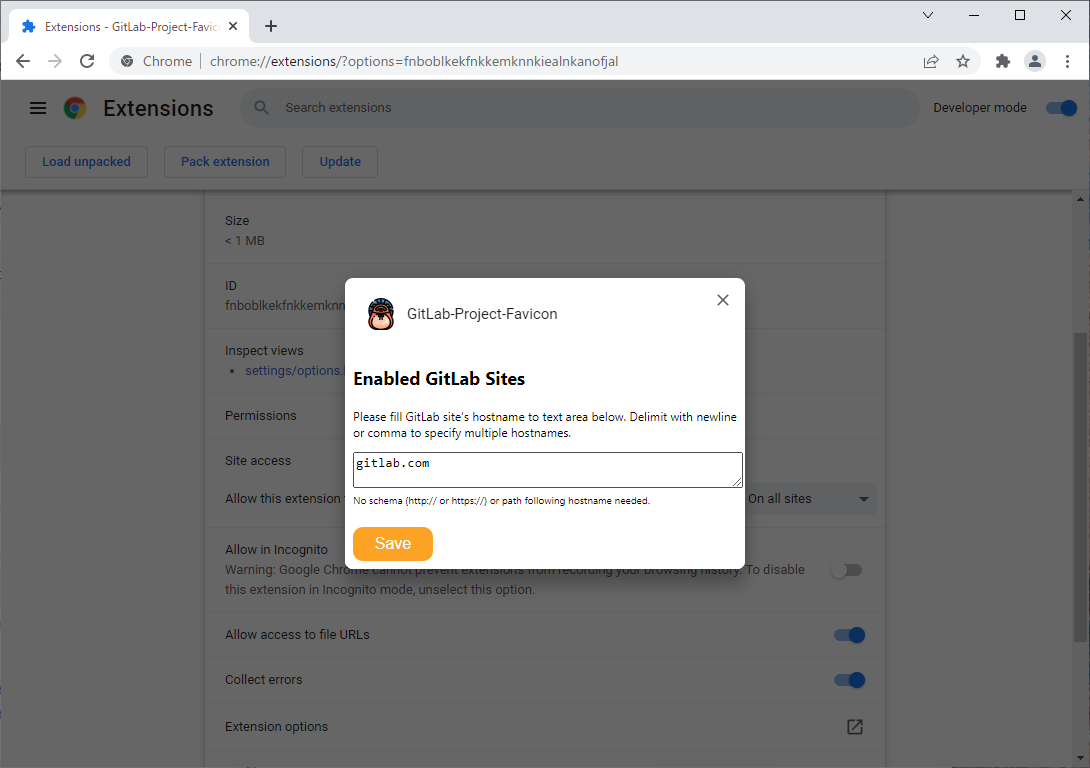 Extensions - GitLab-Project-Favic
Chrome
chrome://extensions/?options=fnboblkekfnkkemknnkiealnkanofjal
Extensions
Search extensions
Developer mode
Load unpacked
Pack extension
Update
Size
< 1 MB
ID
fnboblkekfnkkemknn
Inspect views
settings/options.
Permissions
Site access
Allow this extension
On all sites
Allow in Incognito
Warning: Google Chrome cannot prevent extensions from recording your browsing history. To disable
this extension in Incognito mode, unselect this option.
Allow access to file URLs
Collect errors
Extension options
GitLab-Project-Favicon
Enabled GitLab Sites
Please fill GitLab site's hostname to text area below. Delimit with newline
or comma to specify multiple hostnames.
gitlab.com
No schema (http:// or https://) or path following hostname needed.
Save